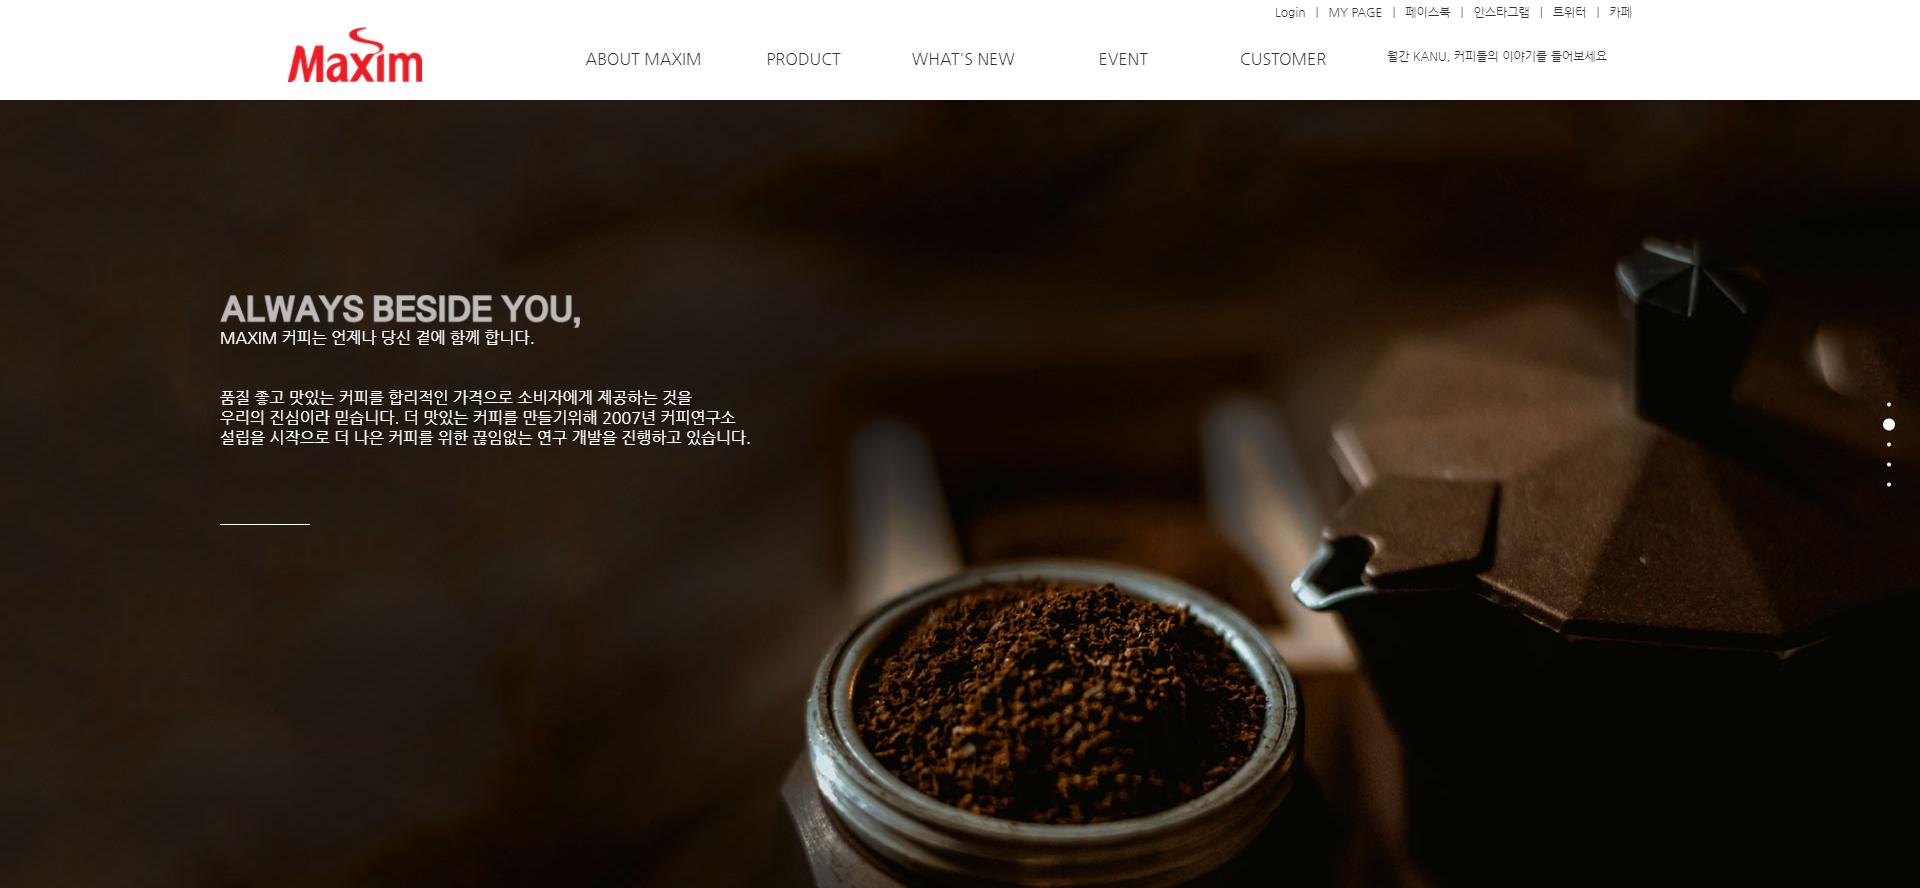 Login | MY PAGE | 페이스북 | 인스타그램 | 트위터 | 카페
Maxim
ABOUT MAXIM PRODUCT WHAT'S NEW EVENT CUSTOMER 월간 KANU, 커피들의 이야기를 들어보세요
ALWAYS BESIDE YOU,
MAXIM 커피는 언제나 당신 곁에 함께 합니다.
품질 좋고 맛있는 커피를 합리적인 가격으로 소비자에게 제공하는 것을
우리의 진심이라 믿습니다. 더 맛있는 커피를 만들기위해 2007년 커피연구소
설립을 시작으로 더 나은 커피를 위한 끊임없는 연구 개발을 진행하고 있습니다.